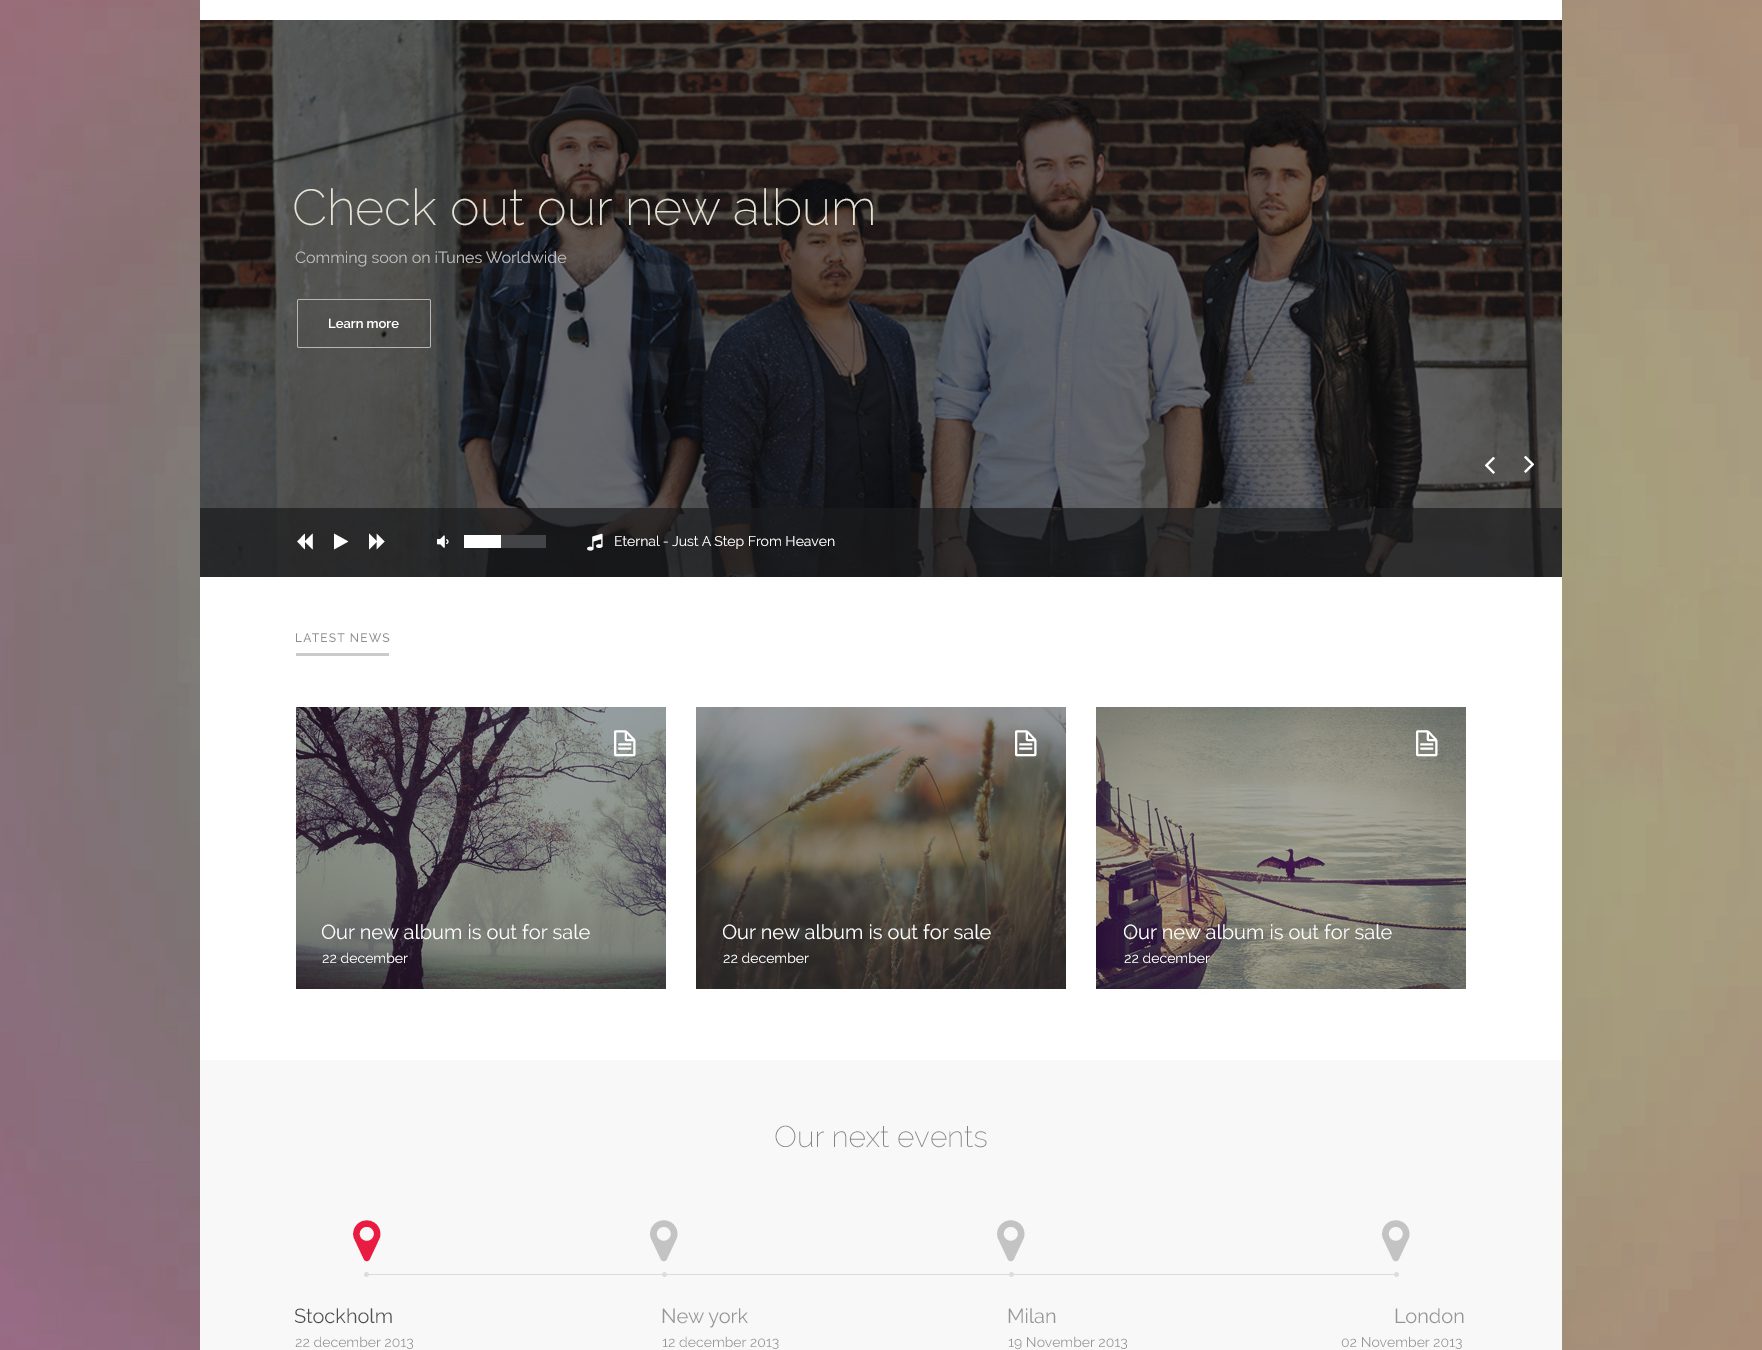 Check out our new album
Comming soon on iTunes Worldwide
Learn more
Eternal - Just A Step From Heaven
LATEST NEWS
Our new album is out for sale
22 december
Our new album is out for sale
22 december
Our new album is out for sale
22 december
Our next events
Stockholm
22 december 2013
New york
12 december 2013
Milan
19 November 2013
London
02 November 2013